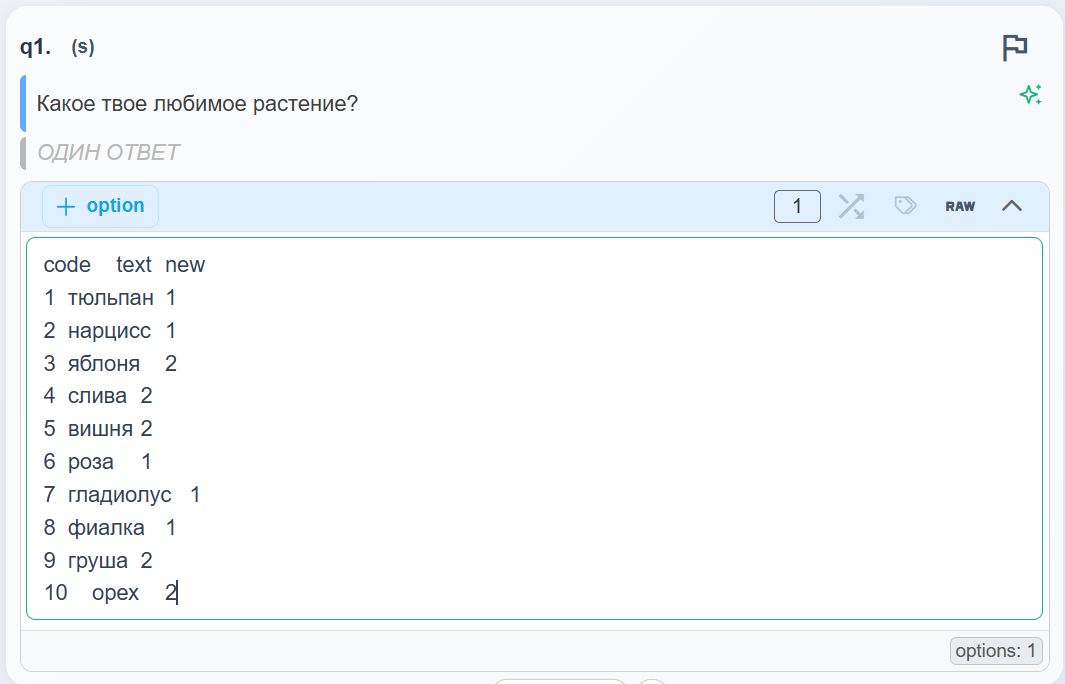 q1. (s)
Какое твое любимое растение?
ОДИН ОТВЕТ
+ option 1 RAW
code text new
1 тюльпан 1
2 нарцисс 1
3 яблоня 2
4 слива 2
5 вишня 2
6 роза 1
7 гладиолус 1
8 фиалка 1
9 груша 2
10 орех 2
options: 1